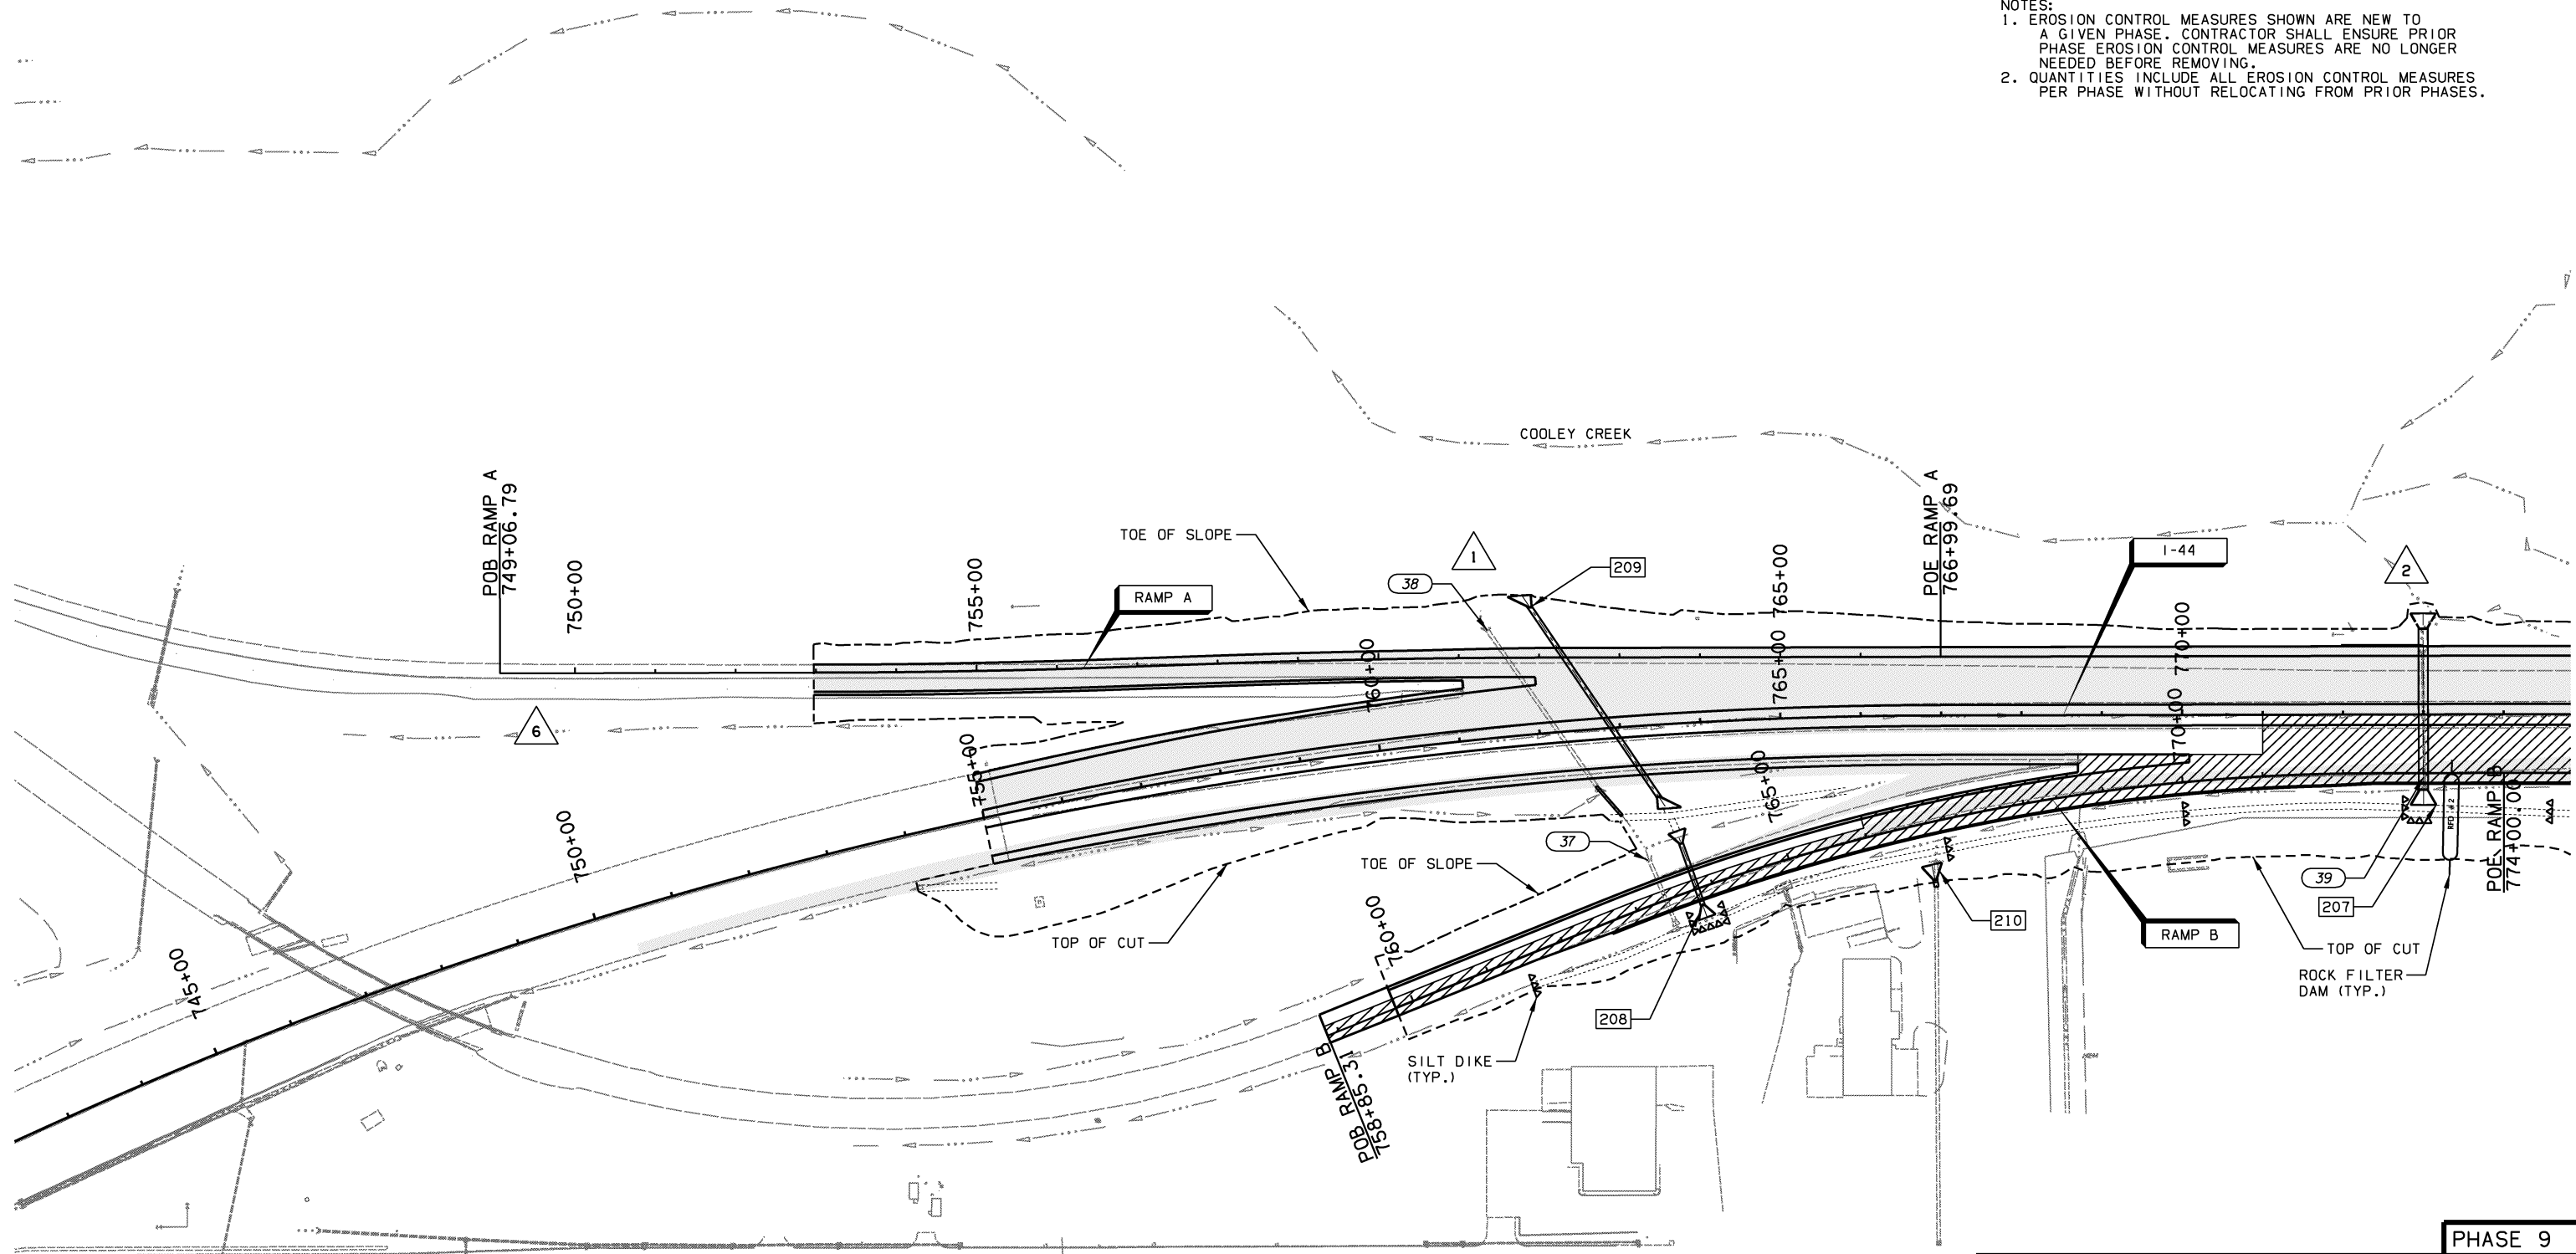 NOTES:
1. EROSION CONTROL MEASURES SHOWN ARE NEW TO
A GIVEN PHASE. CONTRACTOR SHALL ENSURE PRIOR
PHASE EROSION CONTROL MEASURES ARE NO LONGER
NEEDED BEFORE REMOVING.
2. QUANTITIES INCLUDE ALL EROSION CONTROL MEASURES
PER PHASE WITHOUT RELOCATING FROM PRIOR PHASES.
COOLEY CREEK
POB RAMP A
749+06.79
POE RAMP A
766+99.69
TOE OF SLOPE
1
I-44
2
209
38
750+00
755+00
765+00
RAMP A
770+00
760+00
765+00
6
770+00
755+00
765+00
750+00
37
TOE OF SLOPE
POE RAMP B
774+00.00
39
207
210
RAMP B
TOP OF CUT
TOP OF CUT
760+00
745+00
ROCK FILTER
DAM (TYP.)
208
SILT DIKE
(TYP.)
POB RAMP B
758+85.31
PHASE 9